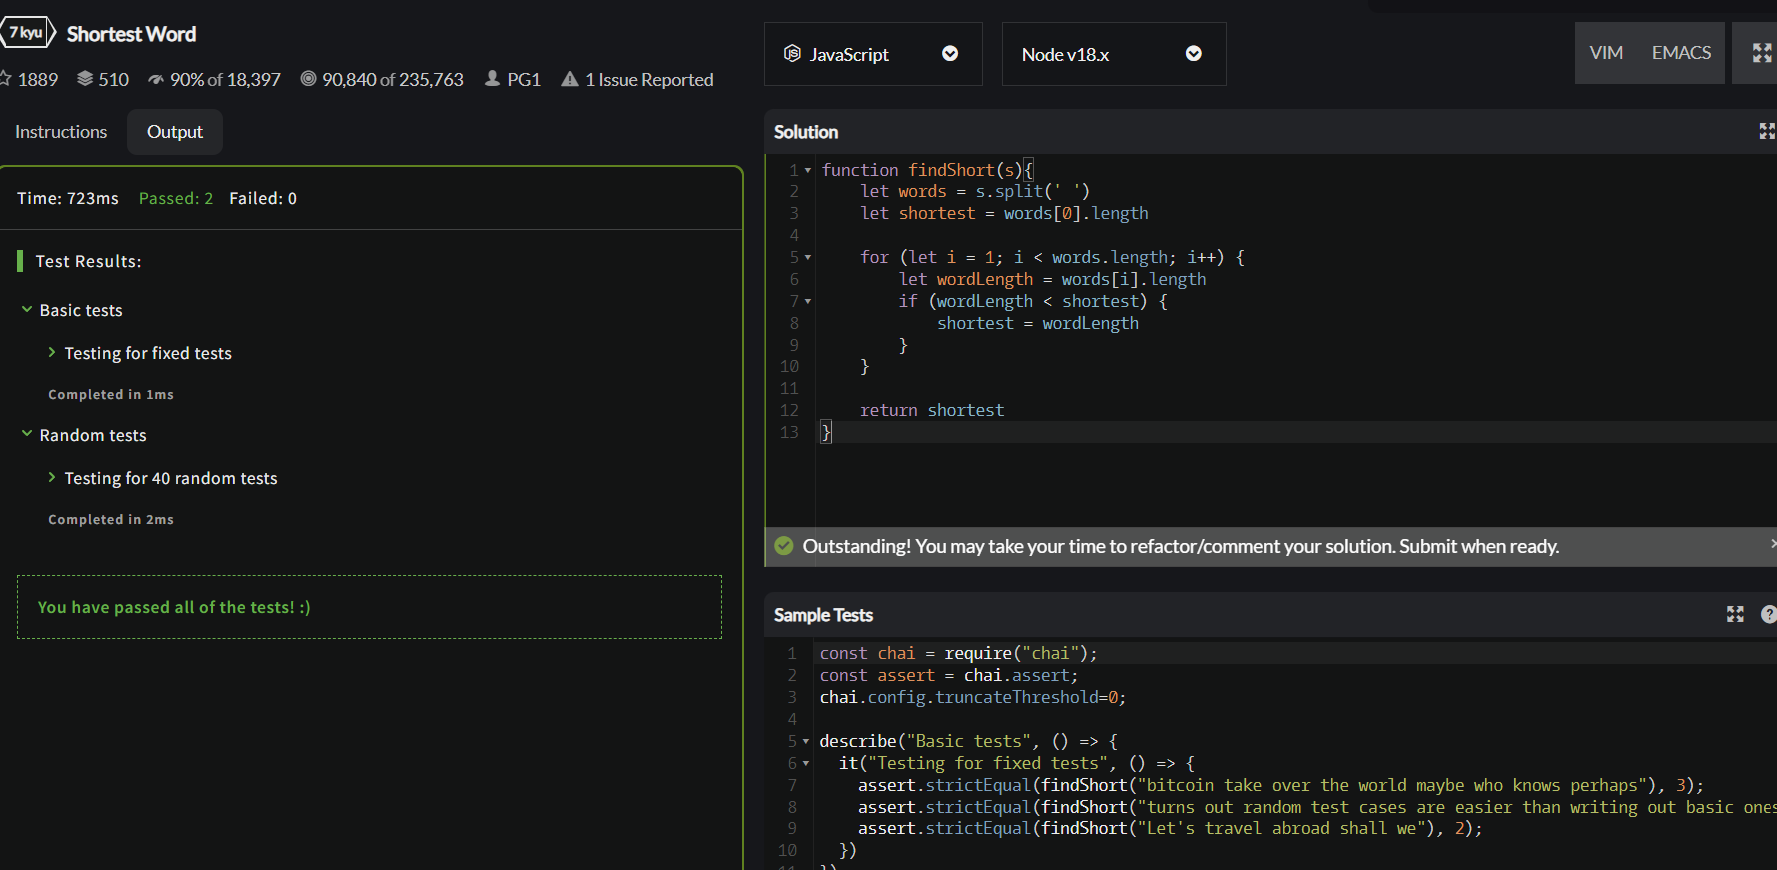 7 kyu Shortest Word
1889 510 90% of 18,397 90,840 of 235,763 PG1 1 Issue Reported
Instructions Output
Time: 723ms Passed: 2 Failed: 0
Test Results:
Basic tests
Testing for fixed tests
Completed in 1ms
Random tests
Testing for 40 random tests
Completed in 2ms
You have passed all of the tests! :)
JS JavaScript Node v18.x VIM EMACS
Solution
1 function findShort(s){
2 let words = s.split(' ')
3 let shortest = words[0].length
4
5 for (let i = 1; i < words.length; i++) {
6 let wordLength = words[i].length
7 if (wordLength < shortest) {
8 shortest = wordLength
9 }
10 }
11
12 return shortest
13 }
Outstanding! You may take your time to refactor/comment your solution. Submit when ready.
Sample Tests ?
1 const chai = require("chai");
2 const assert = chai.assert;
3 chai.config.truncateThreshold=0;
4
5 describe("Basic tests", () => {
6 it("Testing for fixed tests", () => {
7 assert.strictEqual(findShort("bitcoin take over the world maybe who knows perhaps"), 3);
8 assert.strictEqual(findShort("turns out random test cases are easier than writing out basic ones
9 assert.strictEqual(findShort("Let's travel abroad shall we"), 2);
10 })